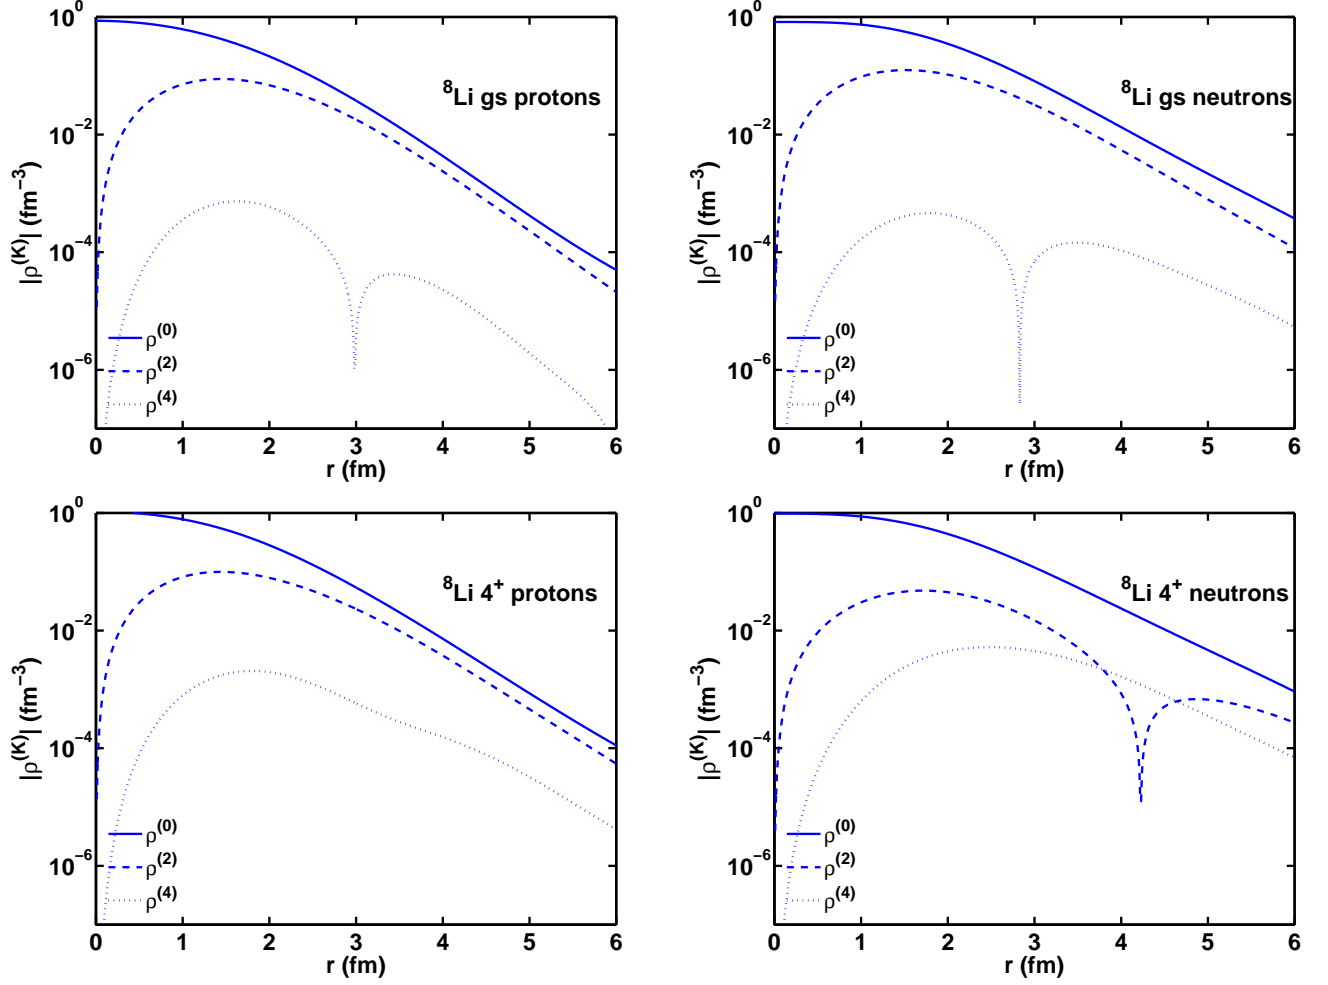 10^0
10^−2
10^−4
10^−6
|ρ^(K)| (fm^−3)
^8Li gs protons
ρ^(0)
ρ^(2)
ρ^(4)
0 1 2 3 4 5 6
r (fm)
10^0
10^−2
10^−4
10^−6
|ρ^(K)| (fm^−3)
^8Li gs neutrons
ρ^(0)
ρ^(2)
ρ^(4)
0 1 2 3 4 5 6
r (fm)
10^0
10^−2
10^−4
10^−6
|ρ^(K)| (fm^−3)
^8Li 4^+ protons
ρ^(0)
ρ^(2)
ρ^(4)
0 1 2 3 4 5 6
r (fm)
10^0
10^−2
10^−4
10^−6
|ρ^(K)| (fm^−3)
^8Li 4^+ neutrons
ρ^(0)
ρ^(2)
ρ^(4)
0 1 2 3 4 5 6
r (fm)